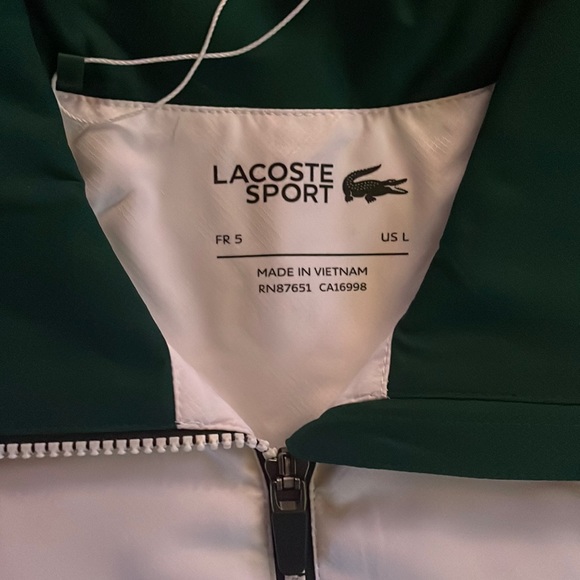 LACOSTE
SPORT
FR 5 US L
MADE IN VIETNAM
RN87651 CA16998